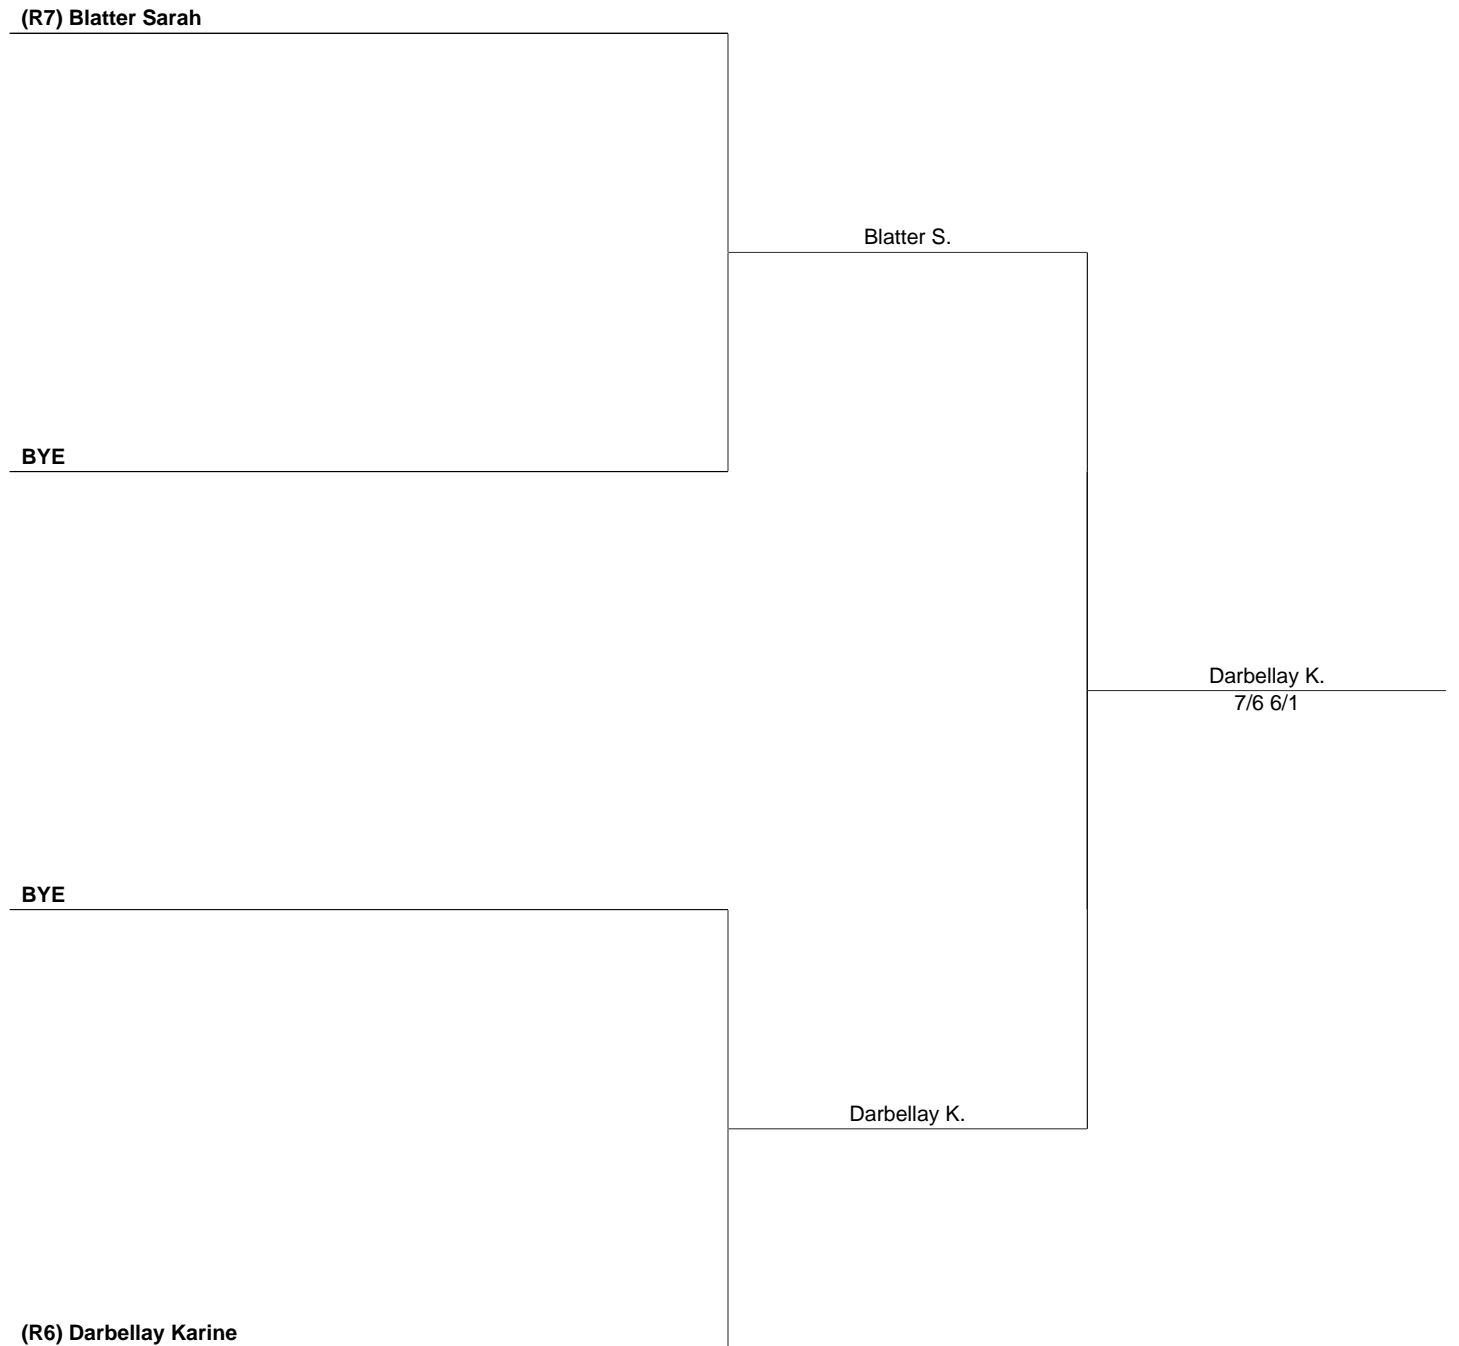 (R7) Blatter Sarah
Blatter S.
BYE
Darbellay K.
7/6 6/1
BYE
Darbellay K.
(R6) Darbellay Karine